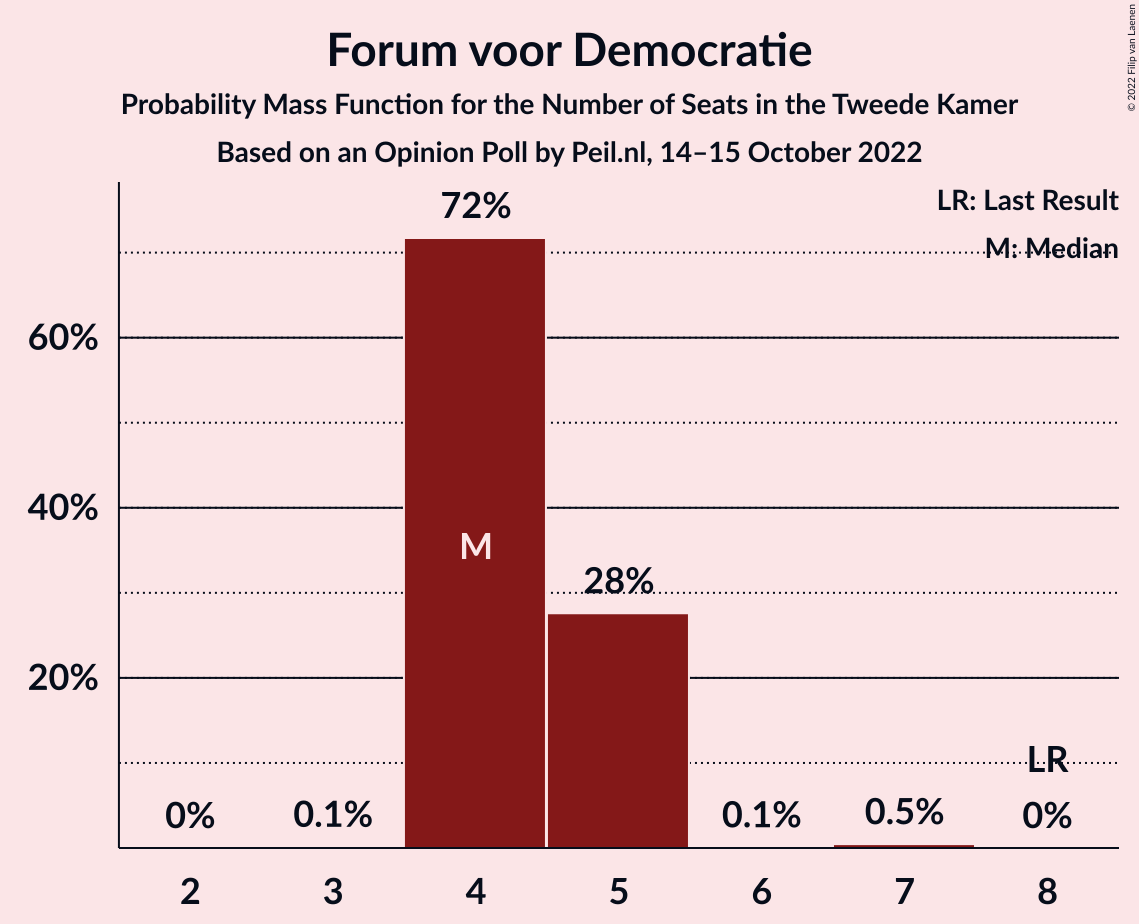 Forum voor Democratie
Probability Mass Function for the Number of Seats in the Tweede Kamer
Based on an Opinion Poll by Peil.nl, 14–15 October 2022
© 2022 Filip van Laenen
LR: Last Result
M: Median
72%
60%
40%
M
28%
20%
LR
0%
0.1%
0.1%
0.5%
0%
2 3 4 5 6 7 8